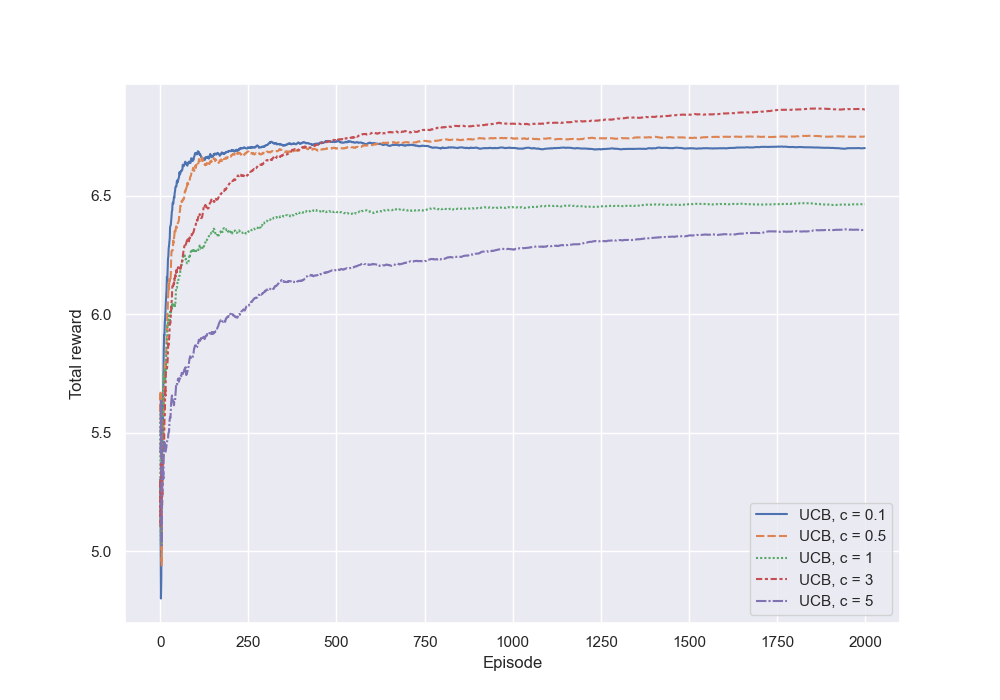 6.5
6.0
5.5
5.0
Total reward
0 250 500 750 1000 1250 1500 1750 2000
Episode
UCB, c = 0.1
UCB, c = 0.5
UCB, c = 1
UCB, c = 3
UCB, c = 5